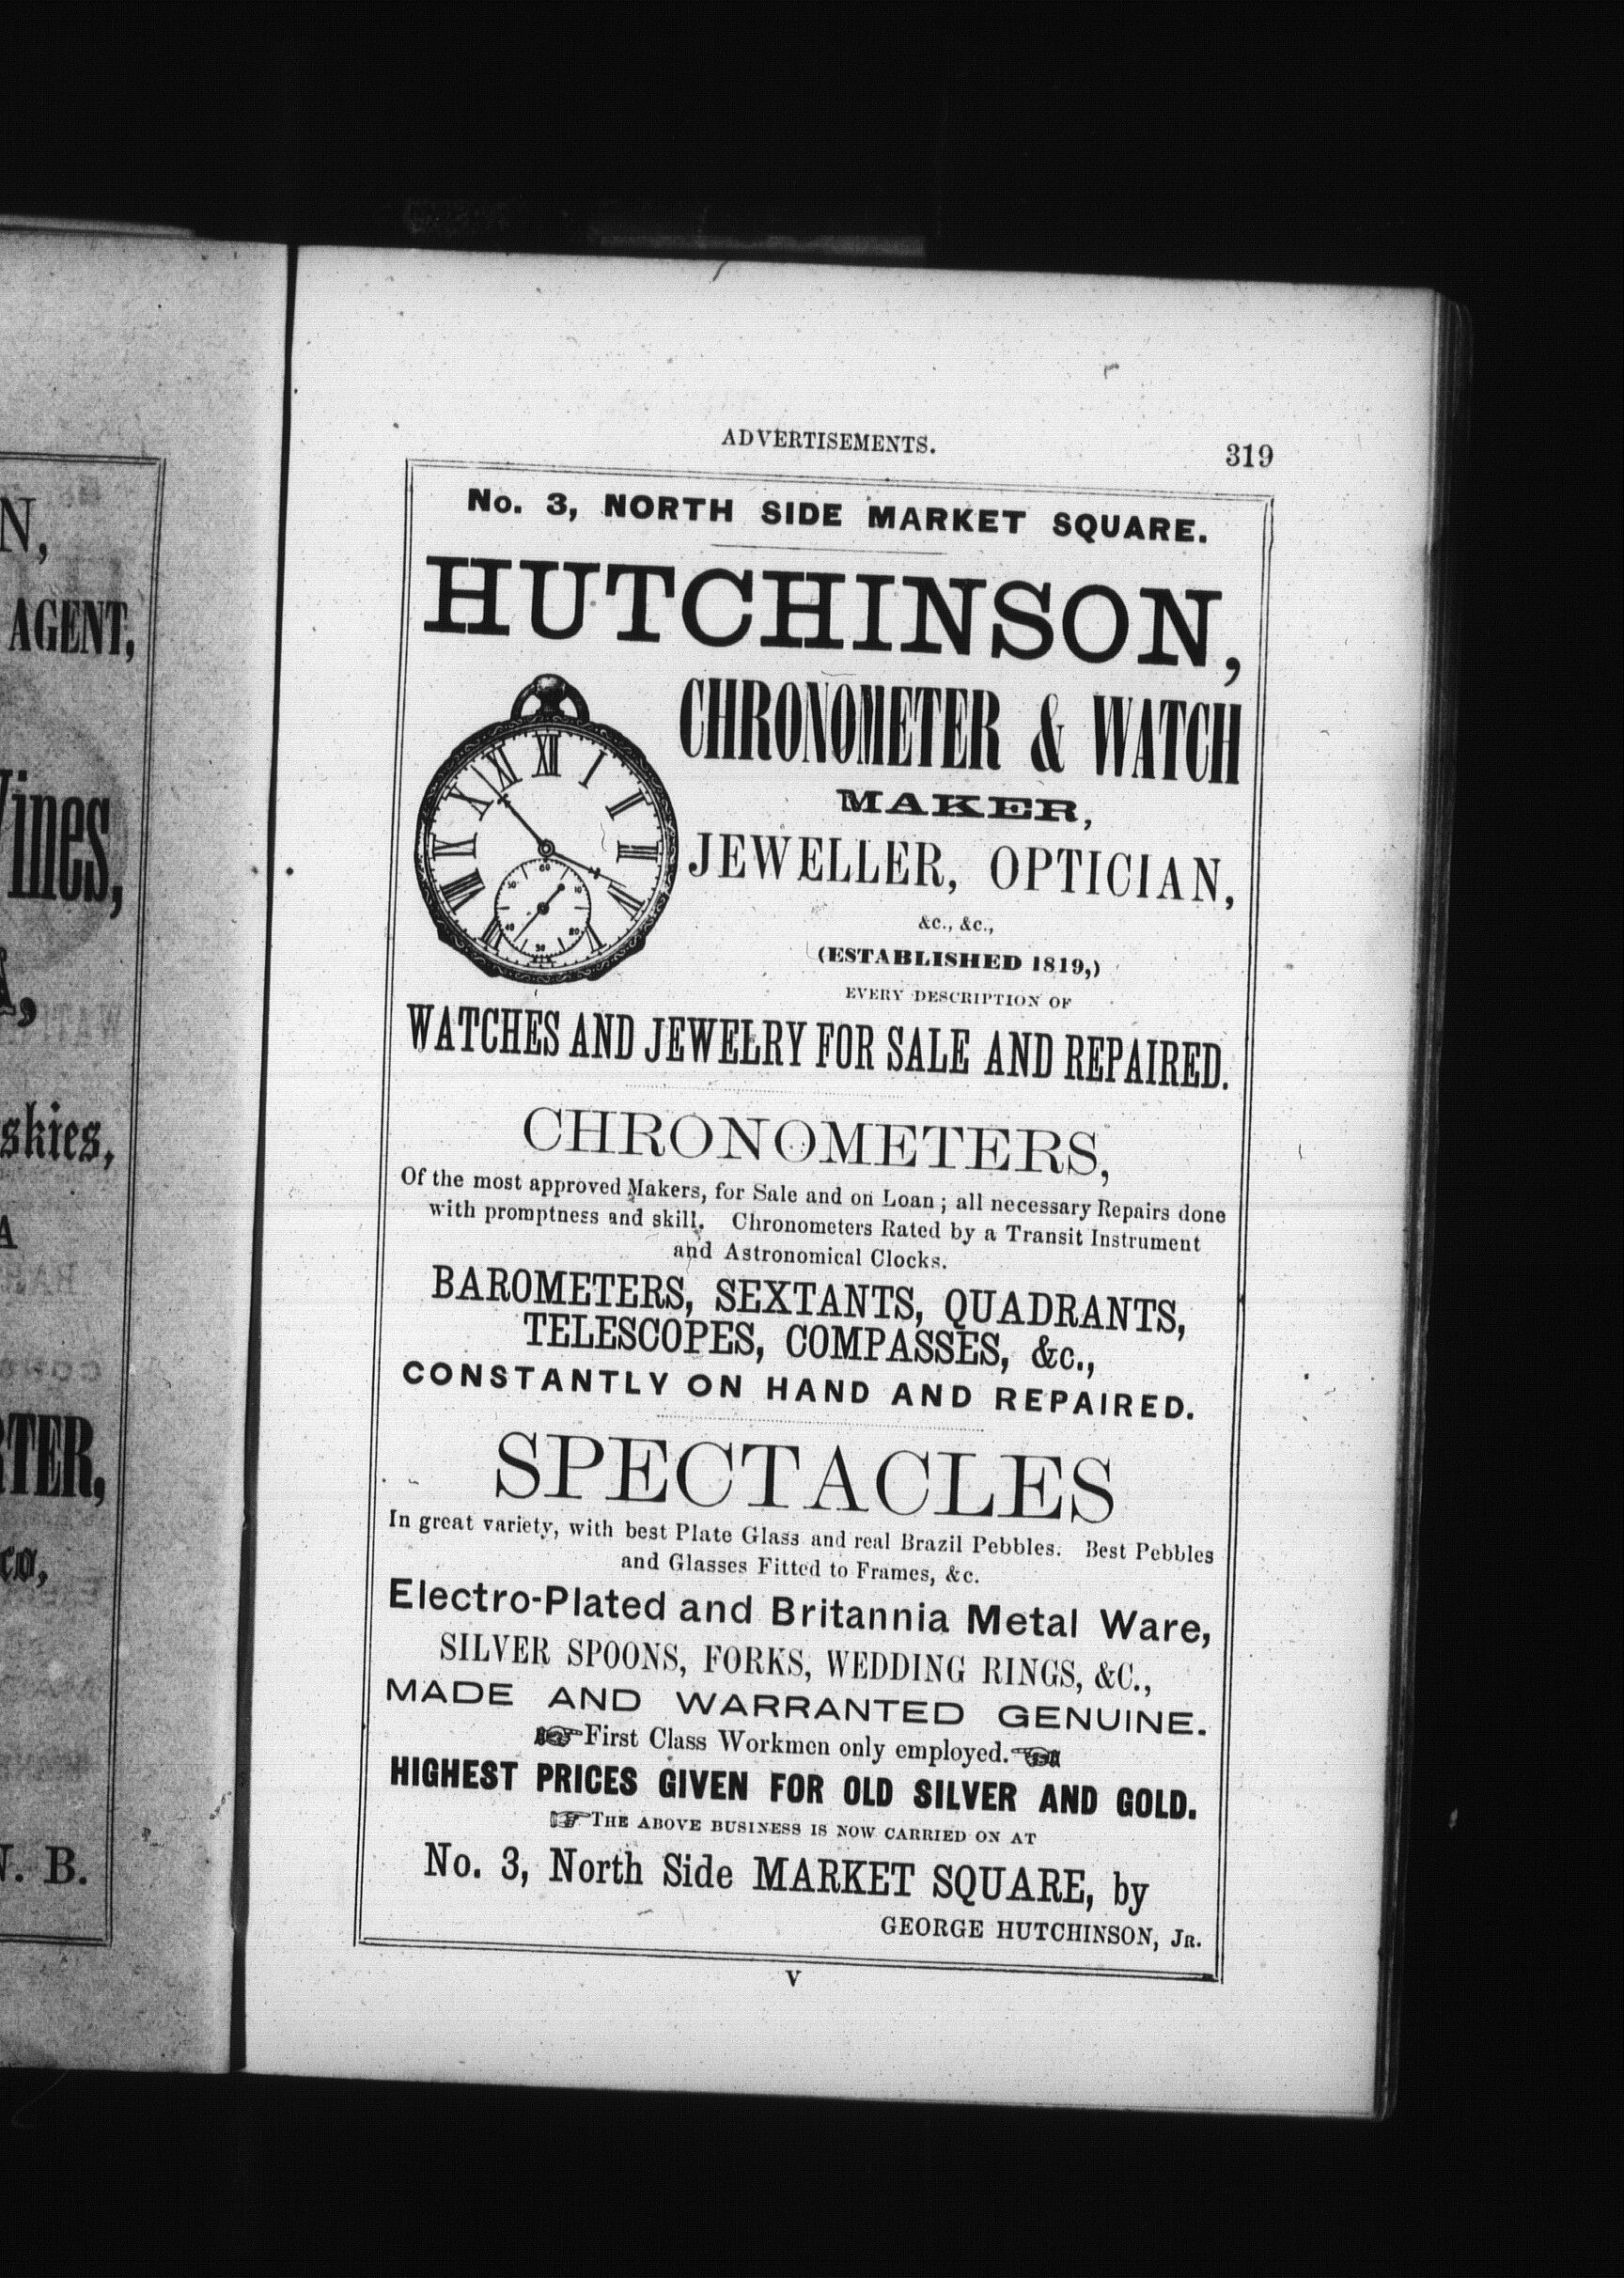 ADVERTISEMENTS.
319
No. 3, NORTH SIDE MARKET SQUARE.
HUTCHINSON,
CHRONOMETER & WATCH
MAKER,
JEWELLER, OPTICIAN,
&c., &c.,
(ESTABLISHED 1819,)
EVERY DESCRIPTION OF
WATCHES AND JEWELRY FOR SALE AND REPAIRED.
CHRONOMETERS,
Of the most approved Makers, for Sale and on Loan; all necessary Repairs done
with promptness and skill. Chronometers Rated by a Transit Instrument
and Astronomical Clocks.
BAROMETERS, SEXTANTS, QUADRANTS,
TELESCOPES, COMPASSES, &c.,
CONSTANTLY ON HAND AND REPAIRED.
SPECTACLES
In great variety, with best Plate Glass and real Brazil Pebbles. Best Pebbles
and Glasses Fitted to Frames, &c.
Electro-Plated and Britannia Metal Ware,
SILVER SPOONS, FORKS, WEDDING RINGS, &C.,
MADE AND WARRANTED GENUINE.
☞First Class Workmen only employed.☜
HIGHEST PRICES GIVEN FOR OLD SILVER AND GOLD.
☞THE ABOVE BUSINESS IS NOW CARRIED ON AT
No. 3, North Side MARKET SQUARE, by
GEORGE HUTCHINSON, JR.
V
N,
AGENT,
skies,
N. B.